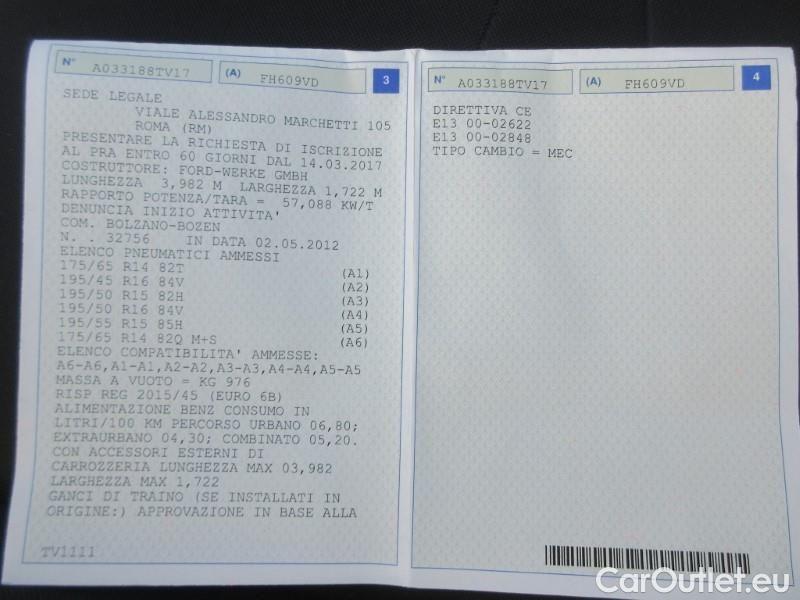 N° A033188TV17 (A) FH609VD 3
SEDE LEGALE
VIALE ALESSANDRO MARCHETTI 105
ROMA (RM)
PRESENTARE LA RICHIESTA DI ISCRIZIONE
AL PRA ENTRO 60 GIORNI DAL 14.03.2017
COSTRUTTORE: FORD-WERKE GMBH
LUNGHEZZA 3,982 M LARGHEZZA 1,722 M
RAPPORTO POTENZA/TARA = 57,088 KW/T
DENUNCIA INIZIO ATTIVITA'
COM. BOLZANO-BOZEN
N. . 32756 IN DATA 02.05.2012
ELENCO PNEUMATICI AMMESSI
175/65 R14 82T (A1)
195/45 R16 84V (A2)
195/50 R15 82H (A3)
195/50 R16 84V (A4)
195/55 R15 85H (A5)
175/65 R14 82Q M+S (A6)
ELENCO COMPATIBILITA' AMMESSE:
A6-A6,A1-A1,A2-A2,A3-A3,A4-A4,A5-A5
MASSA A VUOTO = KG 976
RISP REG 2015/45 (EURO 6B)
ALIMENTAZIONE BENZ CONSUMO IN
LITRI/100 KM PERCORSO URBANO 06,80;
EXTRAURBANO 04,30; COMBINATO 05,20.
CON ACCESSORI ESTERNI DI
CARROZZERIA LUNGHEZZA MAX 03,982
LARGHEZZA MAX 1,722
GANCI DI TRAINO (SE INSTALLATI IN
ORIGINE:) APPROVAZIONE IN BASE ALLA
TV1111
N° A033188TV17 (A) FH609VD 4
DIRETTIVA CE
E13 00-02622
E13 00-02848
TIPO CAMBIO = MEC
CarOutlet.eu